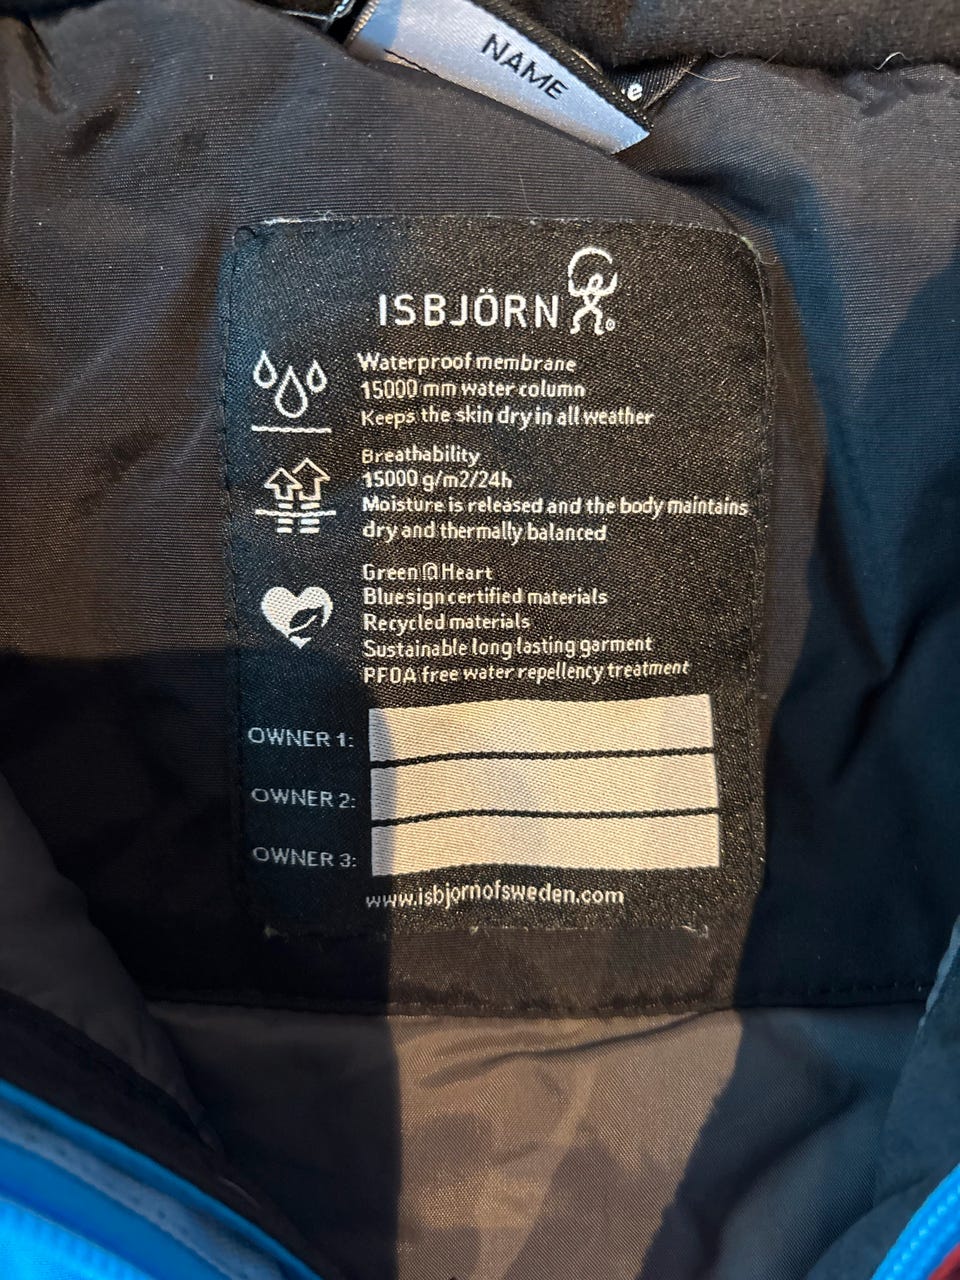 NAME
e
ISBJÖRN
Waterproof membrane
15000 mm water column
Keeps the skin dry in all weather
Breathability
15000 g/m2/24h
Moisture is released and the body maintains
dry and thermally balanced
Green@Heart
Bluesign certified materials
Recycled materials
Sustainable long lasting garment
PFOA free water repellency treatment
OWNER 1:
OWNER 2:
OWNER 3:
www.isbjornofsweden.com